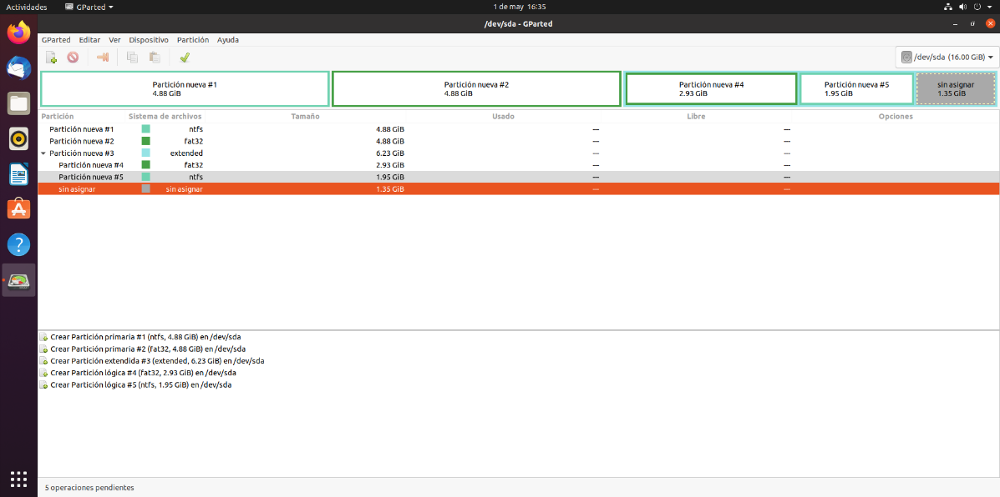 Actividades GParted 1 de may 16:35
/dev/sda - GParted
GParted Editar Ver Dispositivo Partición Ayuda
/dev/sda (16.00 GiB)
Partición nueva #1
4.88 GiB
Partición nueva #2
4.88 GiB
Partición nueva #4
2.93 GiB
Partición nueva #5
1.95 GiB
sin asignar
1.35 GiB
Partición Sistema de archivos Tamaño Usado Libre Opciones
Partición nueva #1 ntfs 4.88 GiB --- ---
Partición nueva #2 fat32 4.88 GiB --- ---
Partición nueva #3 extended 6.23 GiB --- ---
Partición nueva #4 fat32 2.93 GiB --- ---
Partición nueva #5 ntfs 1.95 GiB --- ---
sin asignar sin asignar 1.35 GiB --- ---
Crear Partición primaria #1 (ntfs, 4.88 GiB) en /dev/sda
Crear Partición primaria #2 (fat32, 4.88 GiB) en /dev/sda
Crear Partición extendida #3 (extended, 6.23 GiB) en /dev/sda
Crear Partición lógica #4 (fat32, 2.93 GiB) en /dev/sda
Crear Partición lógica #5 (ntfs, 1.95 GiB) en /dev/sda
5 operaciones pendientes